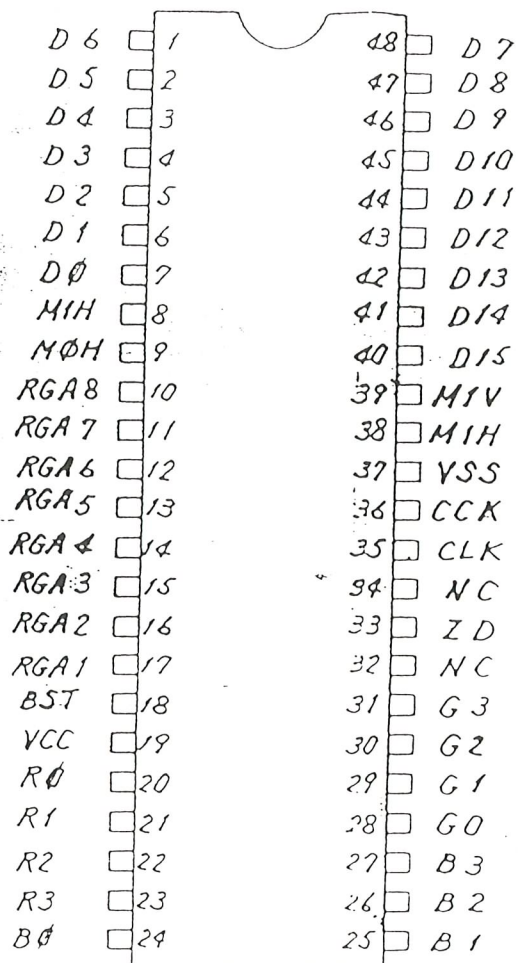 D6 1 48 D7
D5 2 47 D8
D4 3 46 D9
D3 4 45 D10
D2 5 44 D11
D1 6 43 D12
DØ 7 42 D13
M1H 8 41 D14
MØH 9 40 D15
RGA8 10 39 M1V
RGA7 11 38 M1H
RGA6 12 37 VSS
RGA5 13 36 CCK
RGA4 14 35 CLK
RGA3 15 34 NC
RGA2 16 33 ZD
RGA1 17 32 NC
BST 18 31 G3
VCC 19 30 G2
RØ 20 29 G1
R1 21 28 G0
R2 22 27 B3
R3 23 26 B2
BØ 24 25 B1